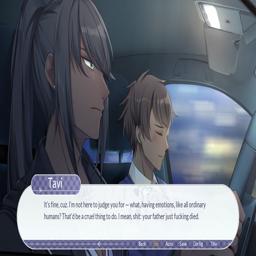 Tavi
It's fine, cuz. I'm not here to judge you for – what, having emotions, like all ordinary
humans? That'd be a cruel thing to do. I mean, shit: your father just fucking died.
Back
Auto
Save
Config
Title